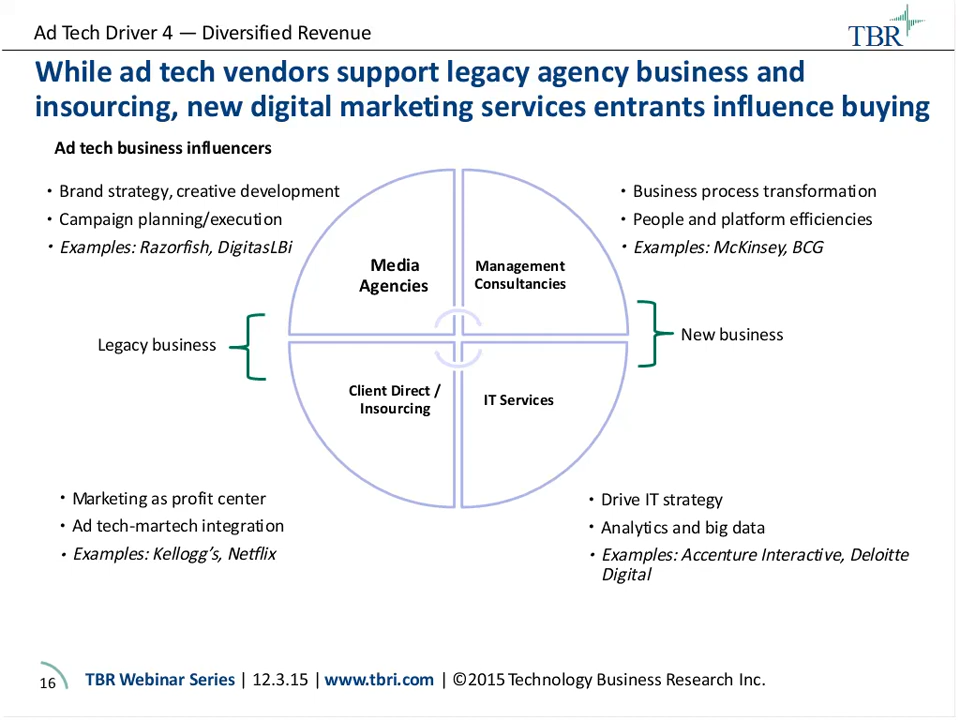 Ad Tech Driver 4 — Diversified Revenue
TBR
While ad tech vendors support legacy agency business and
insourcing, new digital marketing services entrants influence buying
Ad tech business influencers
• Brand strategy, creative development
• Campaign planning/execution
• Examples: Razorfish, DigitasLBi
• Business process transformation
• People and platform efficiencies
• Examples: McKinsey, BCG
Media
Agencies
Management
Consultancies
Legacy business
New business
Client Direct /
Insourcing
IT Services
• Marketing as profit center
• Ad tech-martech integration
• Examples: Kellogg's, Netflix
• Drive IT strategy
• Analytics and big data
• Examples: Accenture Interactive, Deloitte
Digital
16
TBR Webinar Series | 12.3.15 | www.tbri.com | ©2015 Technology Business Research Inc.